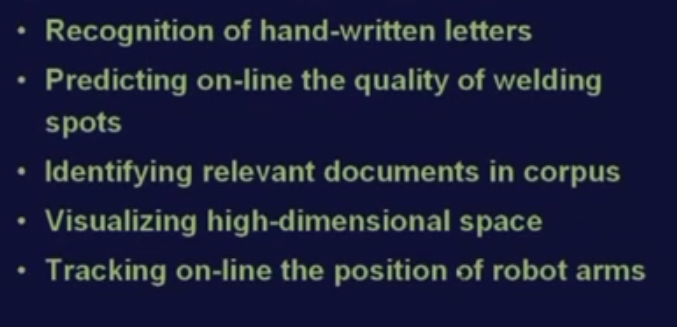 • Recognition of hand-written letters
• Predicting on-line the quality of welding
spots
• Identifying relevant documents in corpus
• Visualizing high-dimensional space
• Tracking on-line the position of robot arms